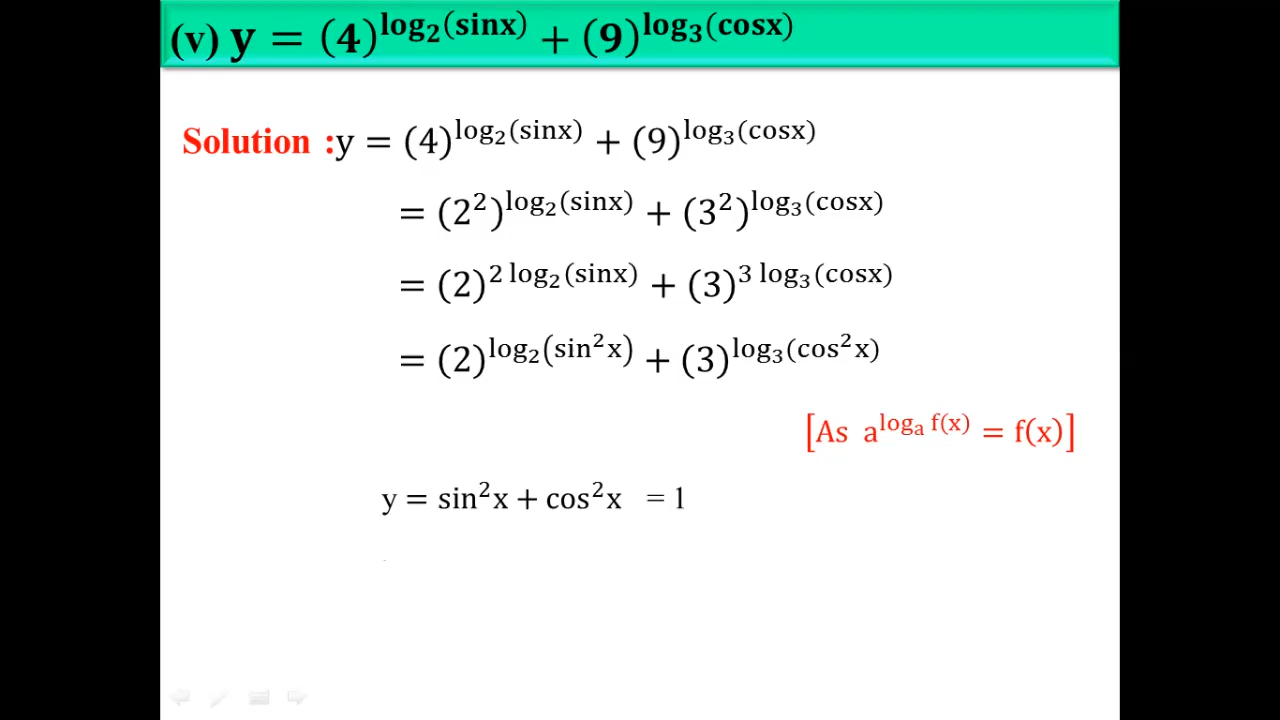 (v) y = (4)^log₂(sinx) + (9)^log₃(cosx)
Solution :y = (4)^log₂(sinx) + (9)^log₃(cosx)
= (2²)^log₂(sinx) + (3²)^log₃(cosx)
= (2)^2 log₂(sinx) + (3)^3 log₃(cosx)
= (2)^log₂(sin²x) + (3)^log₃(cos²x)
[As a^logₐ f(x) = f(x)]
y = sin²x + cos²x = 1